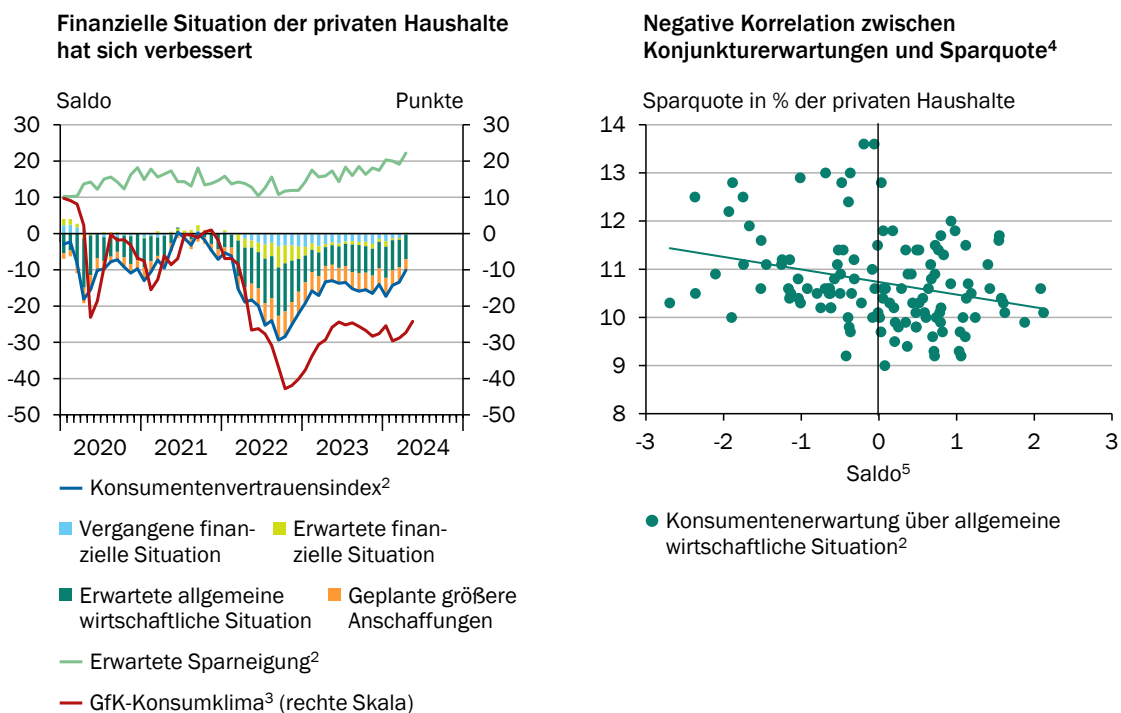 Finanzielle Situation der privaten Haushalte
hat sich verbessert
Saldo
Punkte
30
20
10
0
-10
-20
-30
-40
-50
30
20
10
0
-10
-20
-30
-40
-50
2020
2021
2022
2023
2024
Konsumentenvertrauensindex²
Vergangene finan-
zielle Situation
Erwartete finan-
zielle Situation
Erwartete allgemeine
wirtschaftliche Situation
Geplante größere
Anschaffungen
Erwartete Sparneigung²
GfK-Konsumklima³ (rechte Skala)
Negative Korrelation zwischen
Konjunkturerwartungen und Sparquote⁴
Sparquote in % der privaten Haushalte
14
13
12
11
10
9
8
-3
-2
-1
0
1
2
3
Saldo⁵
Konsumentenerwartung über allgemeine
wirtschaftliche Situation²